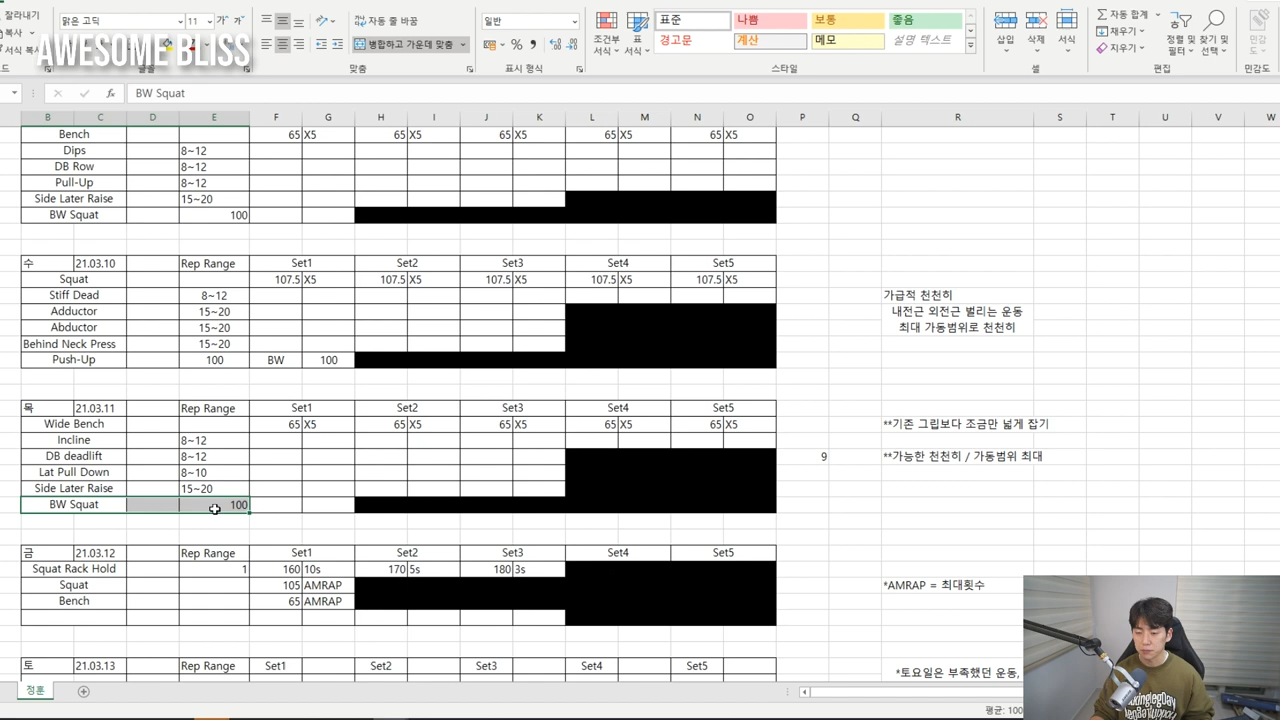 잘라내기
복사
서식 복사
맑은 고딕 11 가 가
가
자동 줄 바꿈
병합하고 가운데 맞춤
일반
%
조건부 서식
표 서식
표준 나쁨 보통 좋음
경고문 계산 메모 설명 텍스트
삽입 삭제 서식
자동 합계
채우기
지우기
정렬 및 필터
찾기 및 선택
민감도
글꼴 맞춤 표시 형식 스타일 셀 편집 민감도
AWESOME BLISS
fx BW Squat
B C D E F G H I J K L M N O P Q R S T U V W
Bench 65 X5 65 X5 65 X5 65 X5 65 X5
Dips 8~12
DB Row 8~12
Pull-Up 8~12
Side Later Raise 15~20
BW Squat 100
수 21.03.10 Rep Range Set1 Set2 Set3 Set4 Set5
Squat 107.5 X5 107.5 X5 107.5 X5 107.5 X5 107.5 X5
Stiff Dead 8~12 가급적 천천히
Adductor 15~20 내전근 외전근 벌리는 운동
Abductor 15~20 최대 가동범위로 천천히
Behind Neck Press 15~20
Push-Up 100 BW 100
목 21.03.11 Rep Range Set1 Set2 Set3 Set4 Set5
Wide Bench 65 X5 65 X5 65 X5 65 X5 65 X5 **기존 그립보다 조금만 넓게 잡기
Incline 8~12
DB deadlift 8~12 9 **가능한 천천히 / 가동범위 최대
Lat Pull Down 8~10
Side Later Raise 15~20
BW Squat 100
금 21.03.12 Rep Range Set1 Set2 Set3 Set4 Set5
Squat Rack Hold 1 160 10s 170 5s 180 3s
Squat 105 AMRAP *AMRAP = 최대횟수
Bench 65 AMRAP
토 21.03.13 Rep Range Set1 Set2 Set3 Set4 Set5
*토요일은 부족했던 운동,
정훈
평균: 100